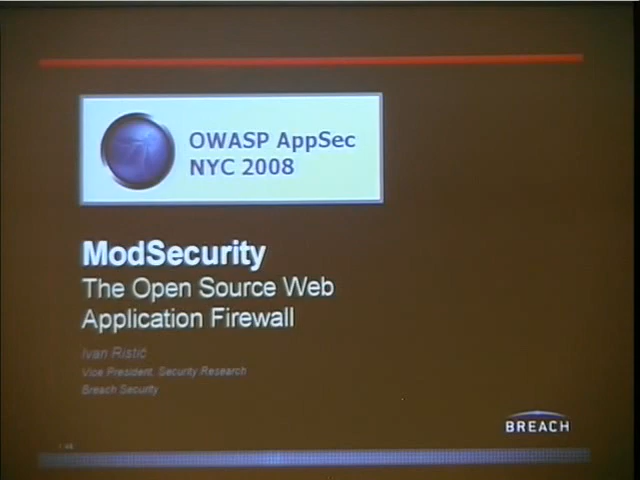 OWASP AppSec
NYC 2008
ModSecurity
The Open Source Web
Application Firewall
Ivan Ristić
Vice President, Security Research
Breach Security
BREACH